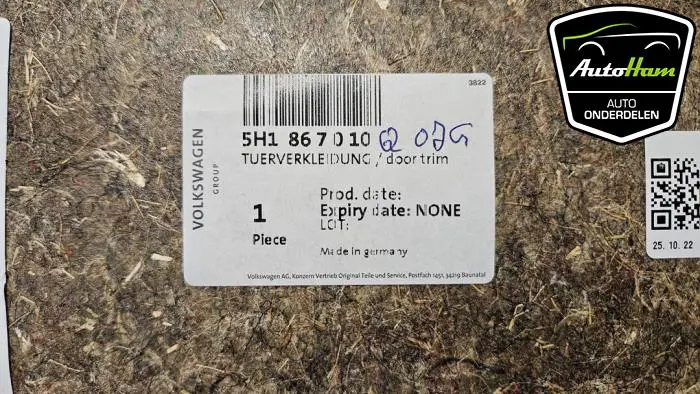 AutoHam
AUTO
ONDERDELEN
3822
VOLKSWAGEN
GROUP
5H1 867 010
TUERVERKLEIDUNG / door trim
1
Piece
Prod. date:
Expiry date: NONE
LOT:
Made in germany
Volkswagen AG, Konzern Vertrieb Original Teile und Service, Postfach 1451, 34219 Baunatal
25. 10. 22